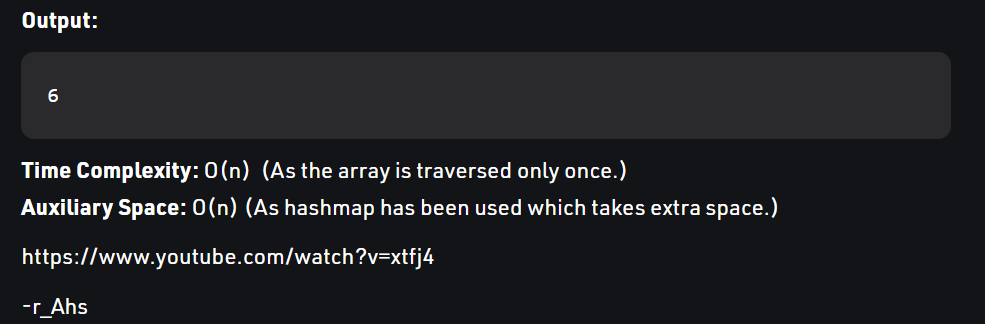 Output:
6
Time Complexity: O(n) (As the array is traversed only once.)
Auxiliary Space: O(n) (As hashmap has been used which takes extra space.)
https://www.youtube.com/watch?v=xtfj4
-r_Ahs